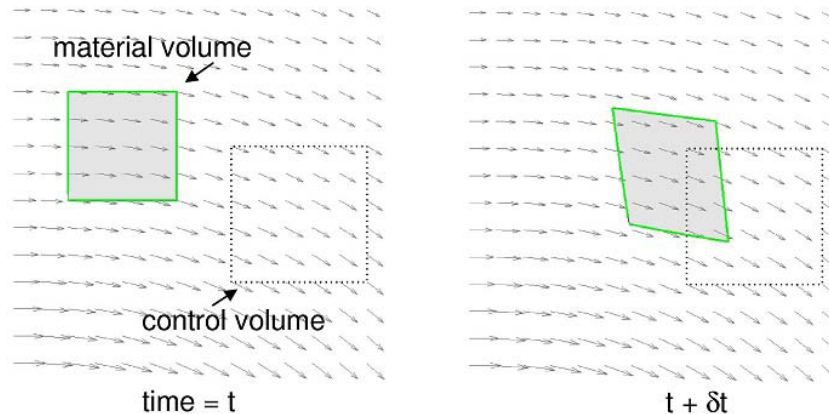 material volume
control volume
time = t
t + δt